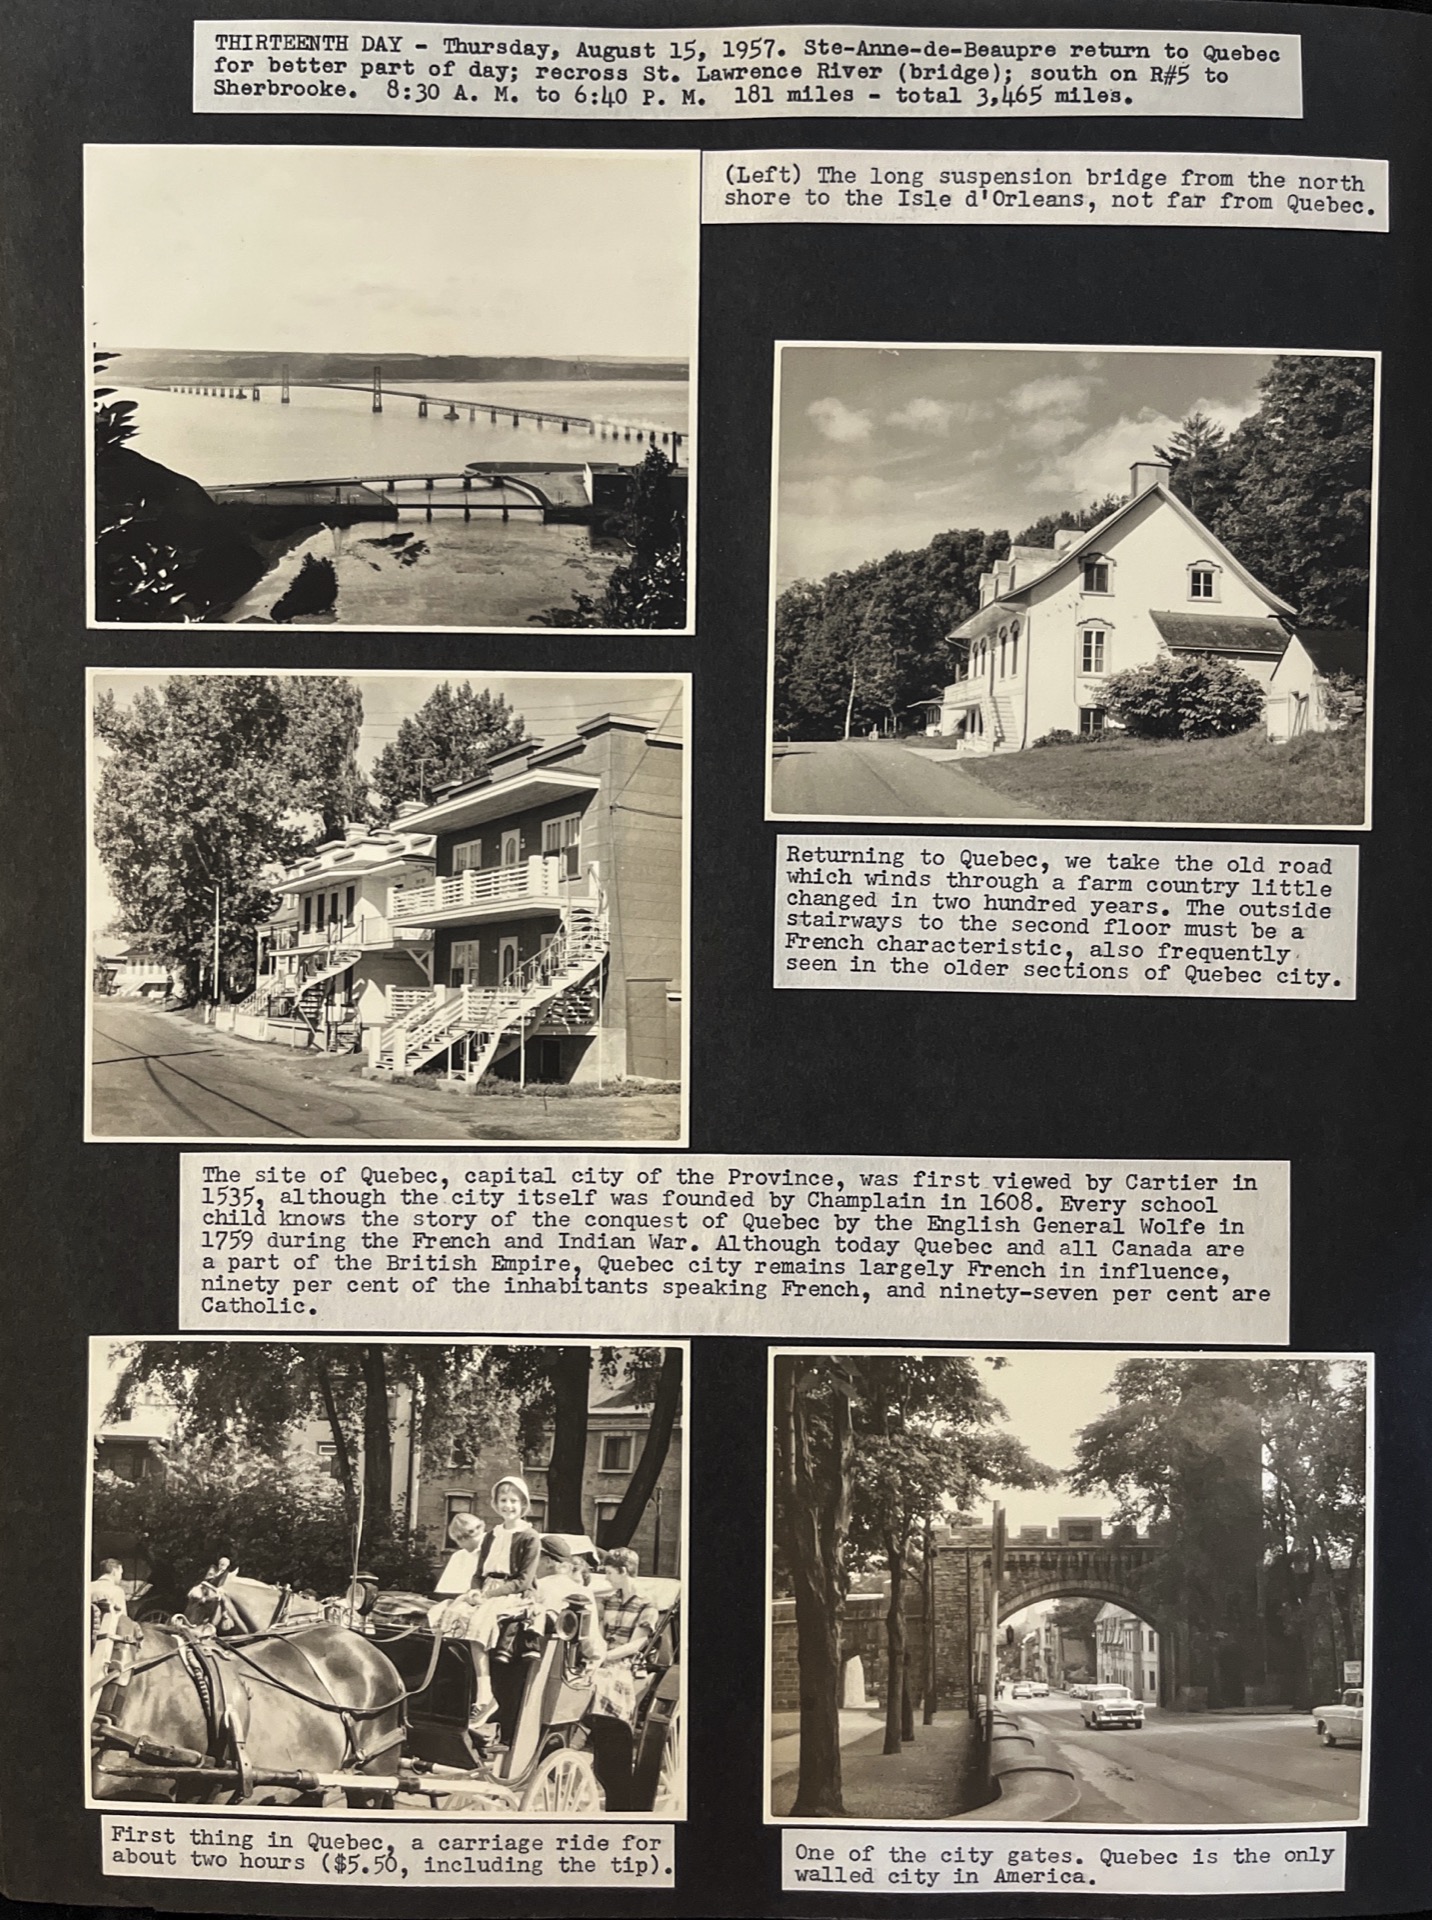 THIRTEENTH DAY - Thursday, August 15, 1957. Ste-Anne-de-Beaupre return to Quebec
for better part of day; recross St. Lawrence River (bridge); south on R#5 to
Sherbrooke. 8:30 A. M. to 6:40 P. M. 181 miles - total 3,465 miles.
(Left) The long suspension bridge from the north
shore to the Isle d'Orleans, not far from Quebec.
Returning to Quebec, we take the old road
which winds through a farm country little
changed in two hundred years. The outside
stairways to the second floor must be a
French characteristic, also frequently
seen in the older sections of Quebec city.
The site of Quebec, capital city of the Province, was first viewed by Cartier in
1535, although the city itself was founded by Champlain in 1608. Every school
child knows the story of the conquest of Quebec by the English General Wolfe in
1759 during the French and Indian War. Although today Quebec and all Canada are
a part of the British Empire, Quebec city remains largely French in influence,
ninety per cent of the inhabitants speaking French, and ninety-seven per cent are
Catholic.
First thing in Quebec, a carriage ride for
about two hours ($5.50, including the tip).
One of the city gates. Quebec is the only
walled city in America.